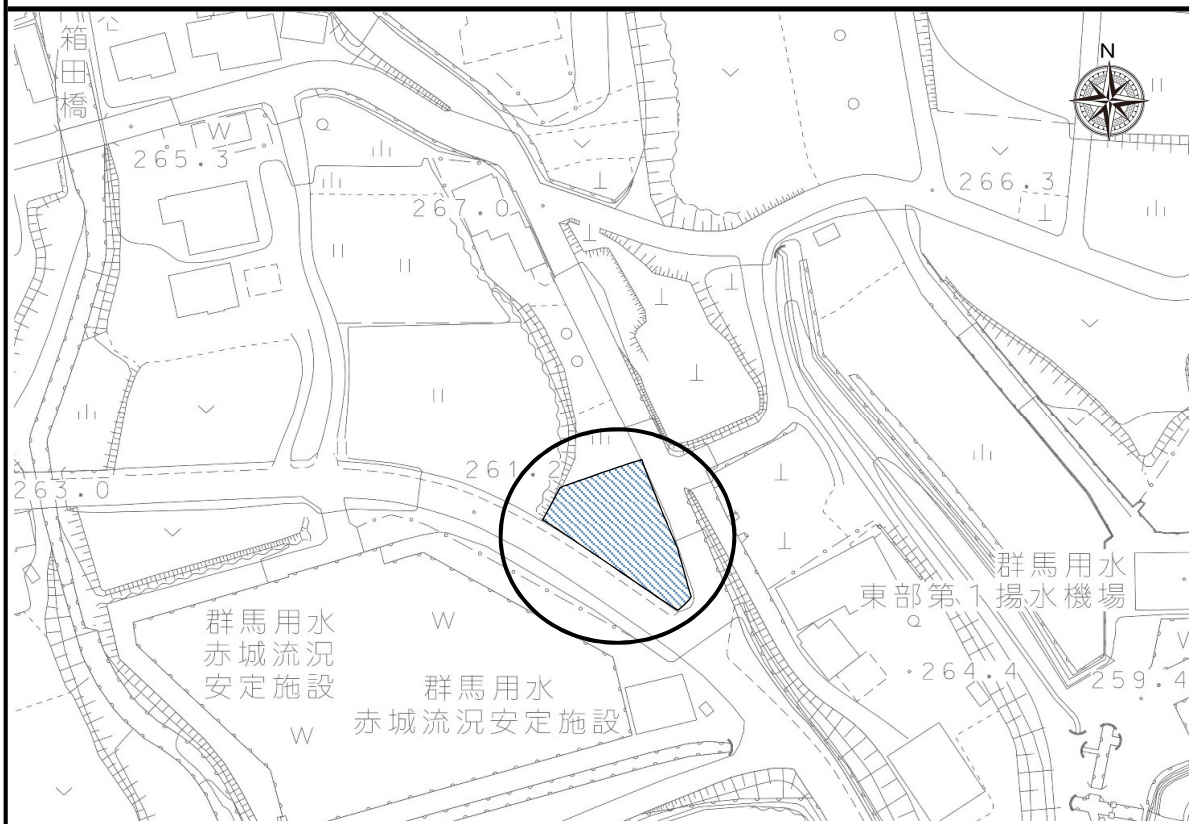 箱田橋
N
W
265.3
267.0
266.3
261.2
263.0
群馬用水
東部第1揚水機場
群馬用水
赤城流況
安定施設
W
群馬用水
赤城流況安定施設
W
264.4
259.4